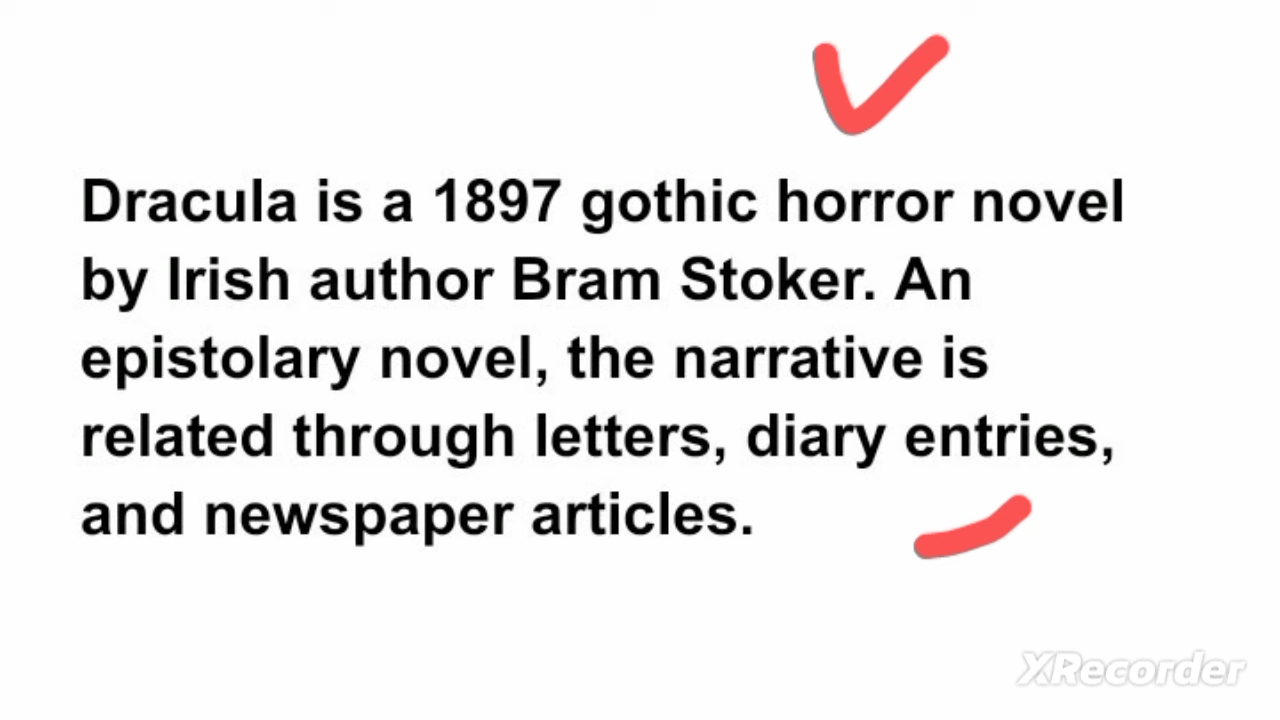 Dracula is a 1897 gothic horror novel
by Irish author Bram Stoker. An
epistolary novel, the narrative is
related through letters, diary entries,
and newspaper articles.
XRecorder